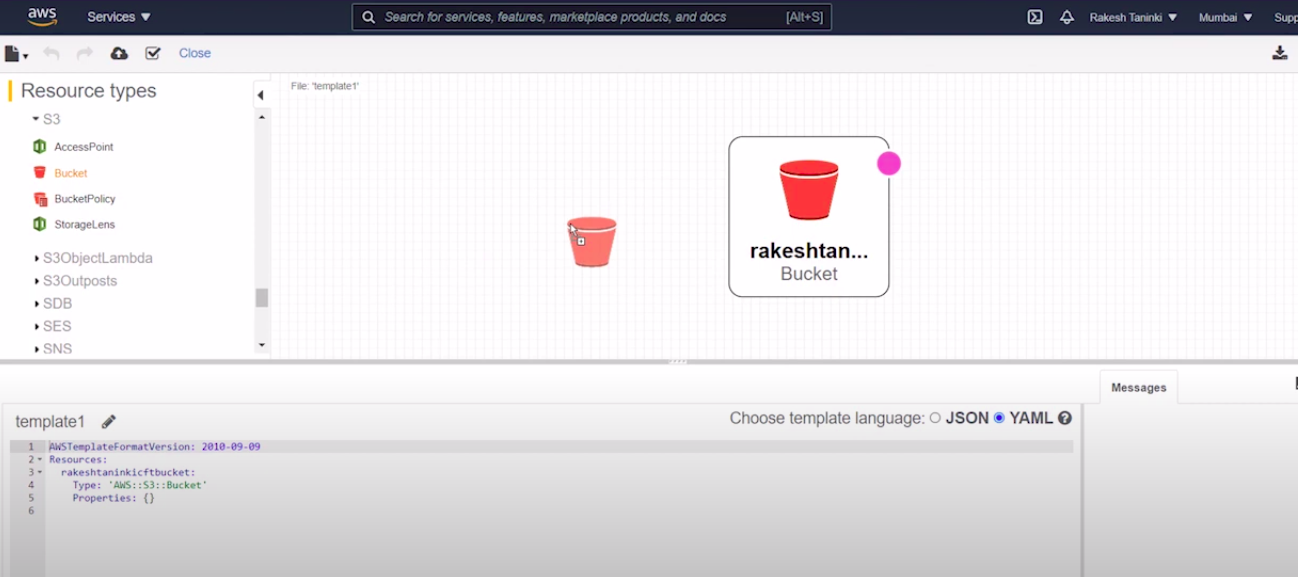 aws
Services ▼
Search for services, features, marketplace products, and docs [Alt+S]
Rakesh Taninki ▼
Mumbai ▼
Close
Resource types
S3
AccessPoint
Bucket
BucketPolicy
StorageLens
S3ObjectLambda
S3Outposts
SDB
SES
SNS
File: 'template1'
rakeshtan...
Bucket
Messages
template1
Choose template language: JSON YAML
1 AWSTemplateFormatVersion: 2010-09-09
2 Resources:
3 rakeshtaninkicftbucket:
4 Type: 'AWS::S3::Bucket'
5 Properties: {}
6